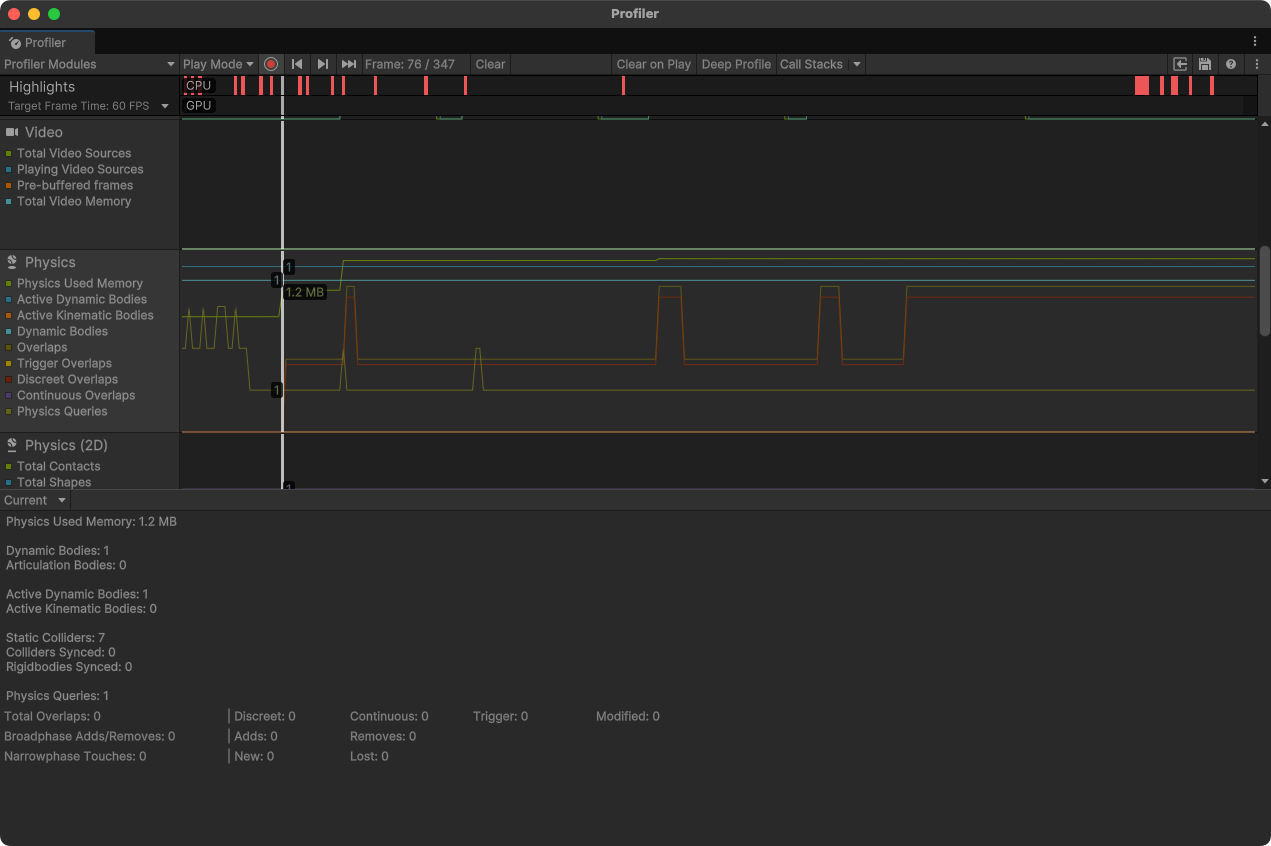 Profiler
Profiler
Profiler Modules Play Mode Frame: 76 / 347 Clear Clear on Play Deep Profile Call Stacks
Highlights CPU
Target Frame Time: 60 FPS GPU
Video
Total Video Sources
Playing Video Sources
Pre-buffered frames
Total Video Memory
Physics 1
Physics Used Memory 1 1.2 MB
Active Dynamic Bodies
Active Kinematic Bodies
Dynamic Bodies
Overlaps
Trigger Overlaps
Discreet Overlaps
Continuous Overlaps 1
Physics Queries
Physics (2D)
Total Contacts
Total Shapes 1
Current
Physics Used Memory: 1.2 MB
Dynamic Bodies: 1
Articulation Bodies: 0
Active Dynamic Bodies: 1
Active Kinematic Bodies: 0
Static Colliders: 7
Colliders Synced: 0
Rigidbodies Synced: 0
Physics Queries: 1
Total Overlaps: 0 | Discreet: 0 Continuous: 0 Trigger: 0 Modified: 0
Broadphase Adds/Removes: 0 | Adds: 0 Removes: 0
Narrowphase Touches: 0 | New: 0 Lost: 0